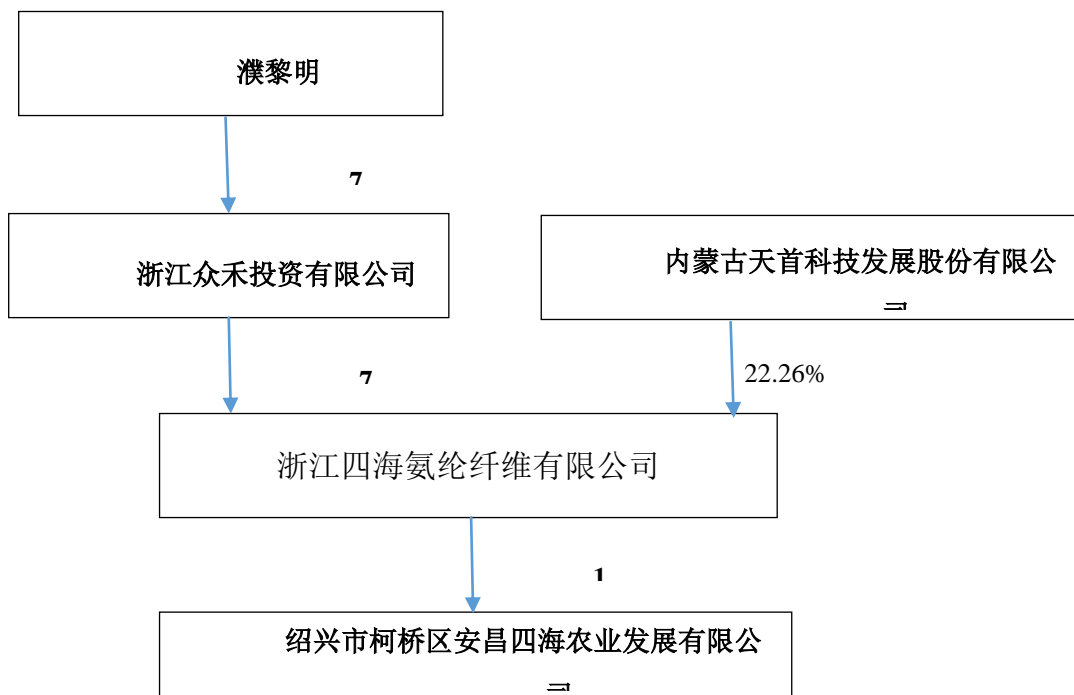 濮黎明
7
浙江众禾投资有限公司
内蒙古天首科技发展股份有限公
司
7
22.26%
浙江四海氨纶纤维有限公司
1
绍兴市柯桥区安昌四海农业发展有限公
司